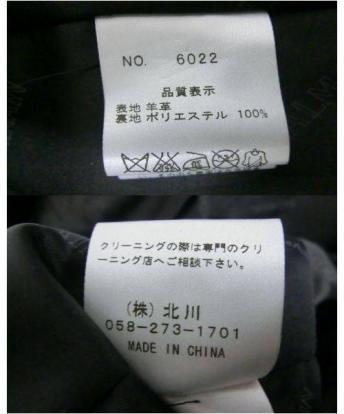 NO. 6022
品質表示
表地 羊革
裏地 ポリエステル 100%
クリーニングの際は専門のクリ
ーニング店へご相談下さい。
(株) 北川
058-273-1701
MADE IN CHINA